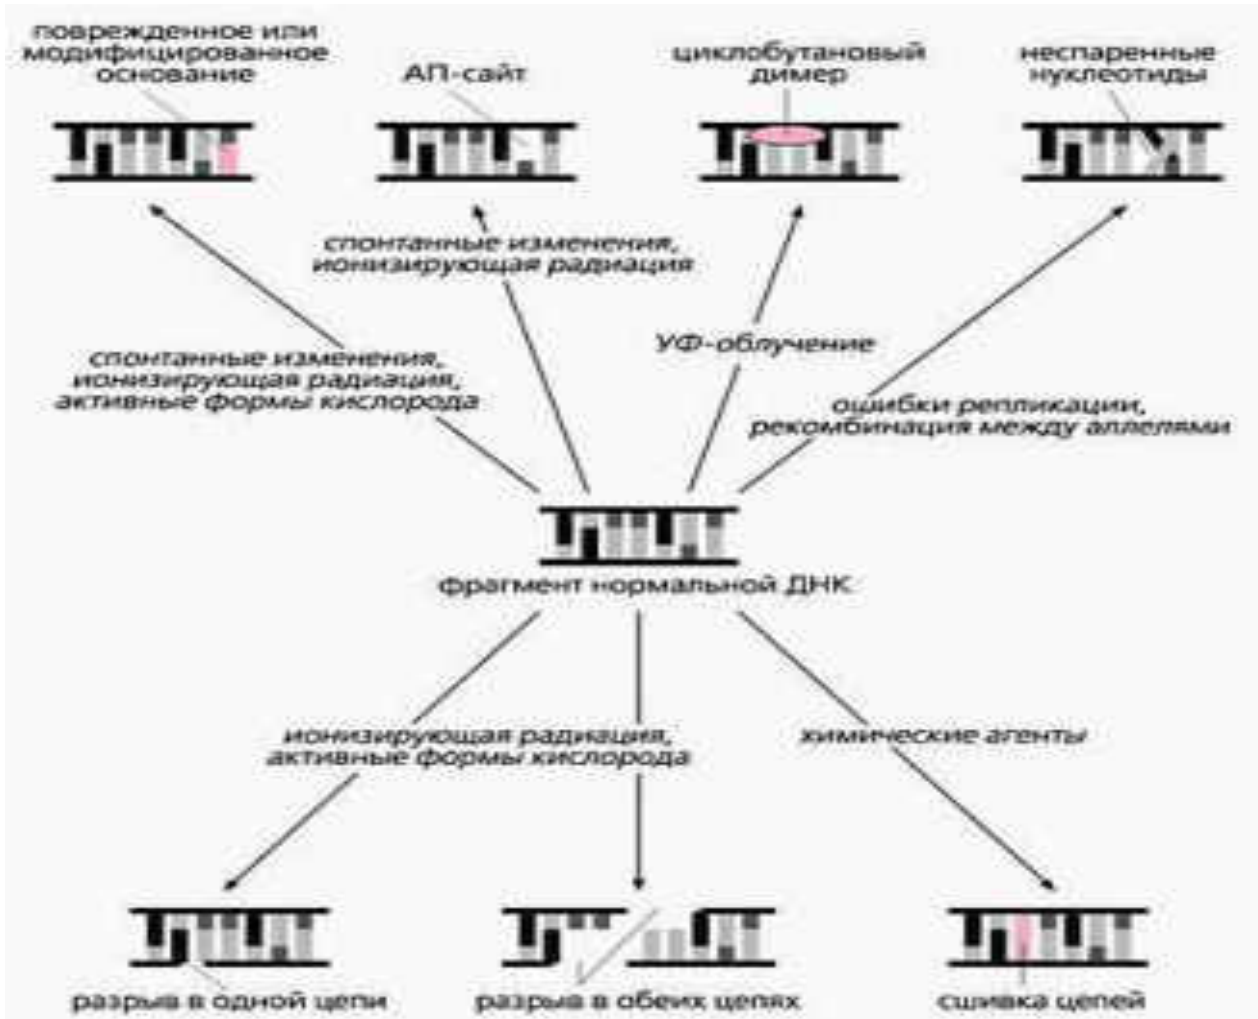 поврежденное или
модифицированное
основание
АП-сайт
циклобутановый
димер
неспаренные
нуклеотиды
спонтанные изменения,
ионизирующая радиация
спонтанные изменения,
ионизирующая радиация,
активные формы кислорода
УФ-облучение
ошибки репликации,
рекомбинация между аллелями
фрагмент нормальной ДНК
ионизирующая радиация,
активные формы кислорода
химические агенты
разрыв в одной цепи
разрыв в обеих цепях
сшивка цепей